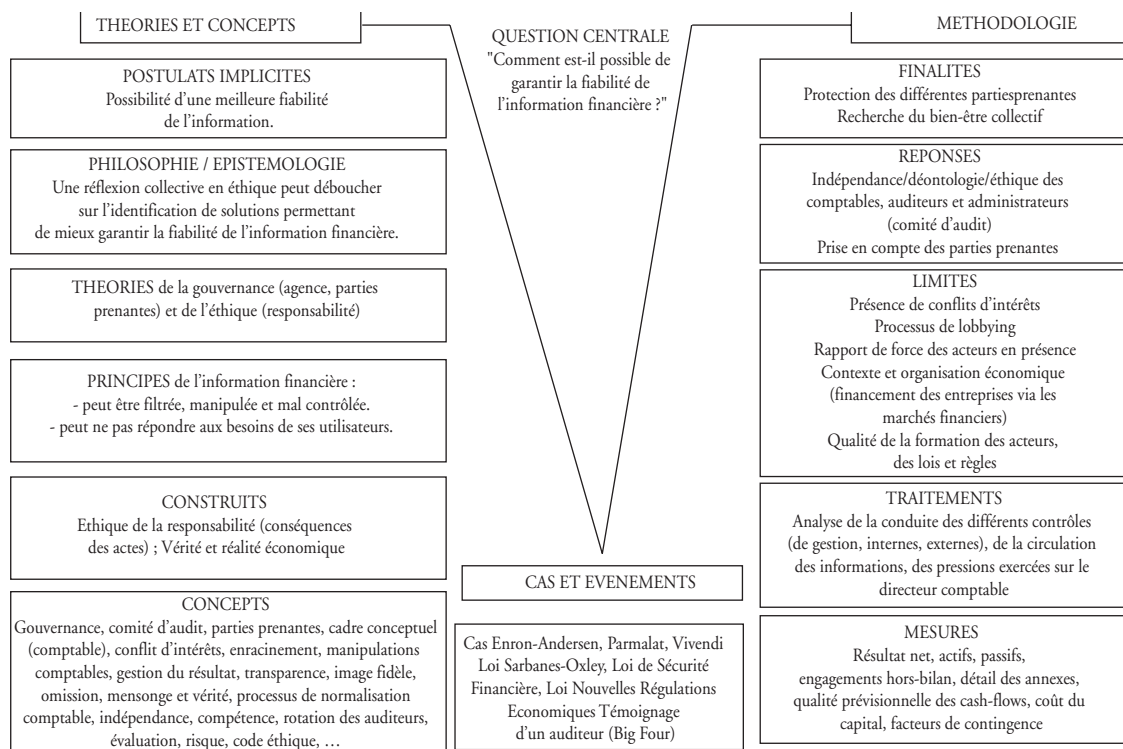 THEORIES ET CONCEPTS
POSTULATS IMPLICITES
Possibilité d'une meilleure fiabilité
de l'information.
PHILOSOPHIE / EPISTEMOLOGIE
Une réflexion collective en éthique peut déboucher
sur l'identification de solutions permettant
de mieux garantir la fiabilité de l'information financière.
THEORIES de la gouvernance (agence, parties
prenantes) et de l'éthique (responsabilité)
PRINCIPES de l'information financière :
- peut être filtrée, manipulée et mal contrôlée.
- peut ne pas répondre aux besoins de ses utilisateurs.
CONSTRUITS
Ethique de la responsabilité (conséquences
des actes) ; Vérité et réalité économique
CONCEPTS
Gouvernance, comité d'audit, parties prenantes, cadre conceptuel
(comptable), conflit d'intérêts, enracinement, manipulations
comptables, gestion du résultat, transparence, image fidèle,
omission, mensonge et vérité, processus de normalisation
comptable, indépendance, compétence, rotation des auditeurs,
évaluation, risque, code éthique, …
QUESTION CENTRALE
"Comment est-il possible de
garantir la fiabilité de
l'information financière ?"
CAS ET EVENEMENTS
Cas Enron-Andersen, Parmalat, Vivendi
Loi Sarbanes-Oxley, Loi de Sécurité
Financière, Loi Nouvelles Régulations
Economiques Témoignage
d'un auditeur (Big Four)
METHODOLOGIE
FINALITES
Protection des différentes partiesprenantes
Recherche du bien-être collectif
REPONSES
Indépendance/déontologie/éthique des
comptables, auditeurs et administrateurs
(comité d'audit)
Prise en compte des parties prenantes
LIMITES
Présence de conflits d'intérêts
Processus de lobbying
Rapport de force des acteurs en présence
Contexte et organisation économique
(financement des entreprises via les
marchés financiers)
Qualité de la formation des acteurs,
des lois et règles
TRAITEMENTS
Analyse de la conduite des différents contrôles
(de gestion, internes, externes), de la circulation
des informations, des pressions exercées sur le
directeur comptable
MESURES
Résultat net, actifs, passifs,
engagements hors-bilan, détail des annexes,
qualité prévisionnelle des cash-flows, coût du
capital, facteurs de contingence